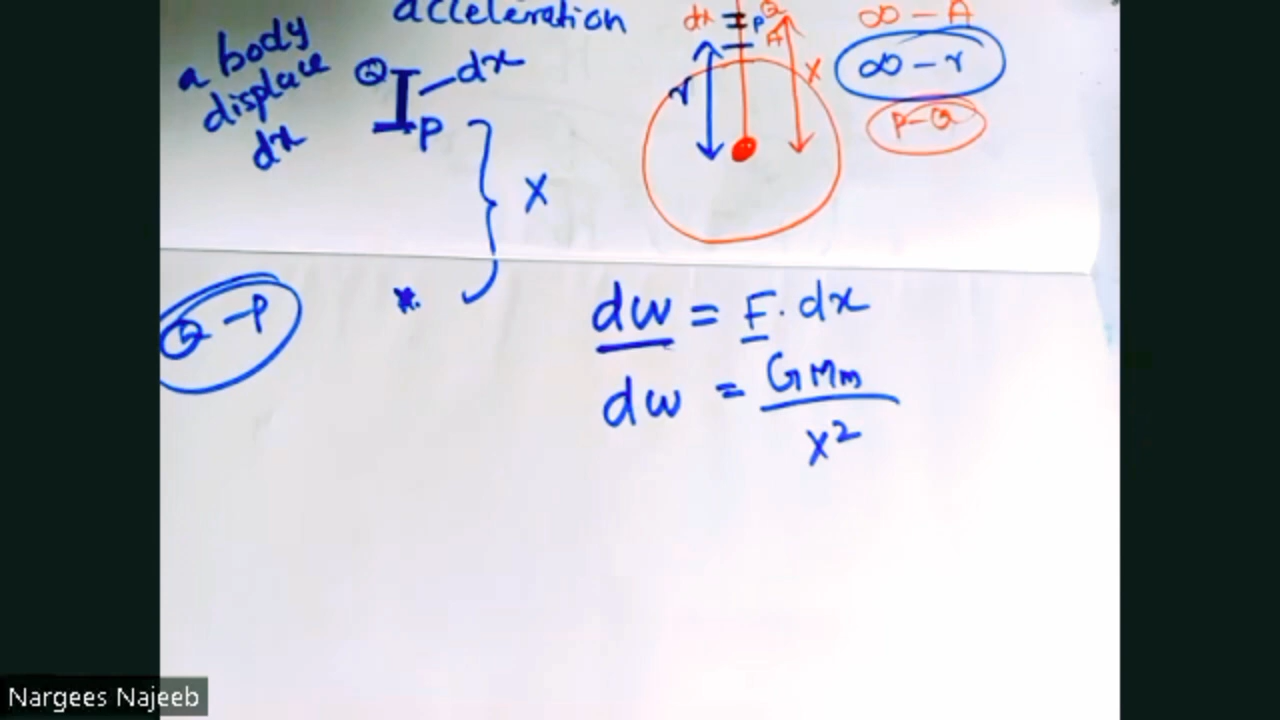 acceleration
a body
displace
dx
Q
dx
P
X
dx
P
Q
A
r
X
∞ - A
∞ - r
P - Q
Q - P
*.
dw = F. dx
dw = GMm
x²
Nargees Najeeb